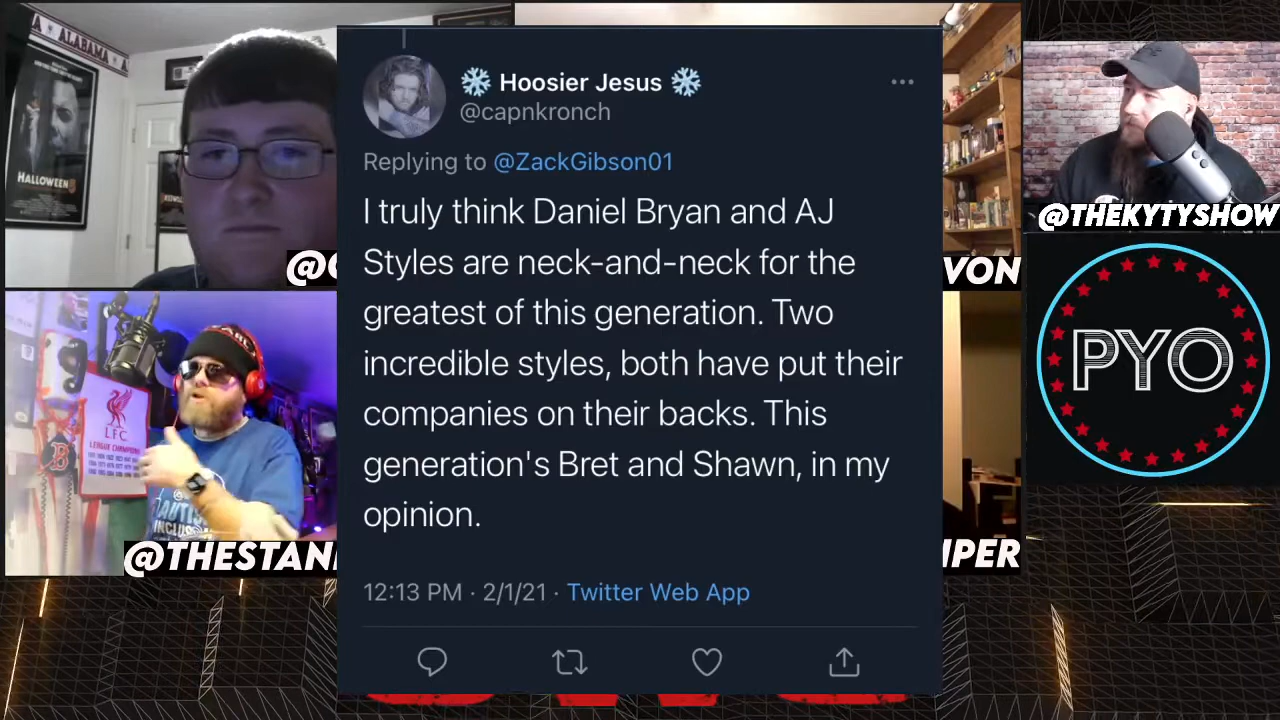 ALABAMA
A
HALLOWEEN
❄ Hoosier Jesus ❄
@capnkronch
Replying to @ZackGibson01
I truly think Daniel Bryan and AJ
Styles are neck-and-neck for the
greatest of this generation. Two
incredible styles, both have put their
companies on their backs. This
generation's Bret and Shawn, in my
opinion.
12:13 PM · 2/1/21 · Twitter Web App
@THEKYTYSHOW
VON
PYO
L.F.C.
LEAGUE CHAMPIONS
B
@THESTAN
IPER